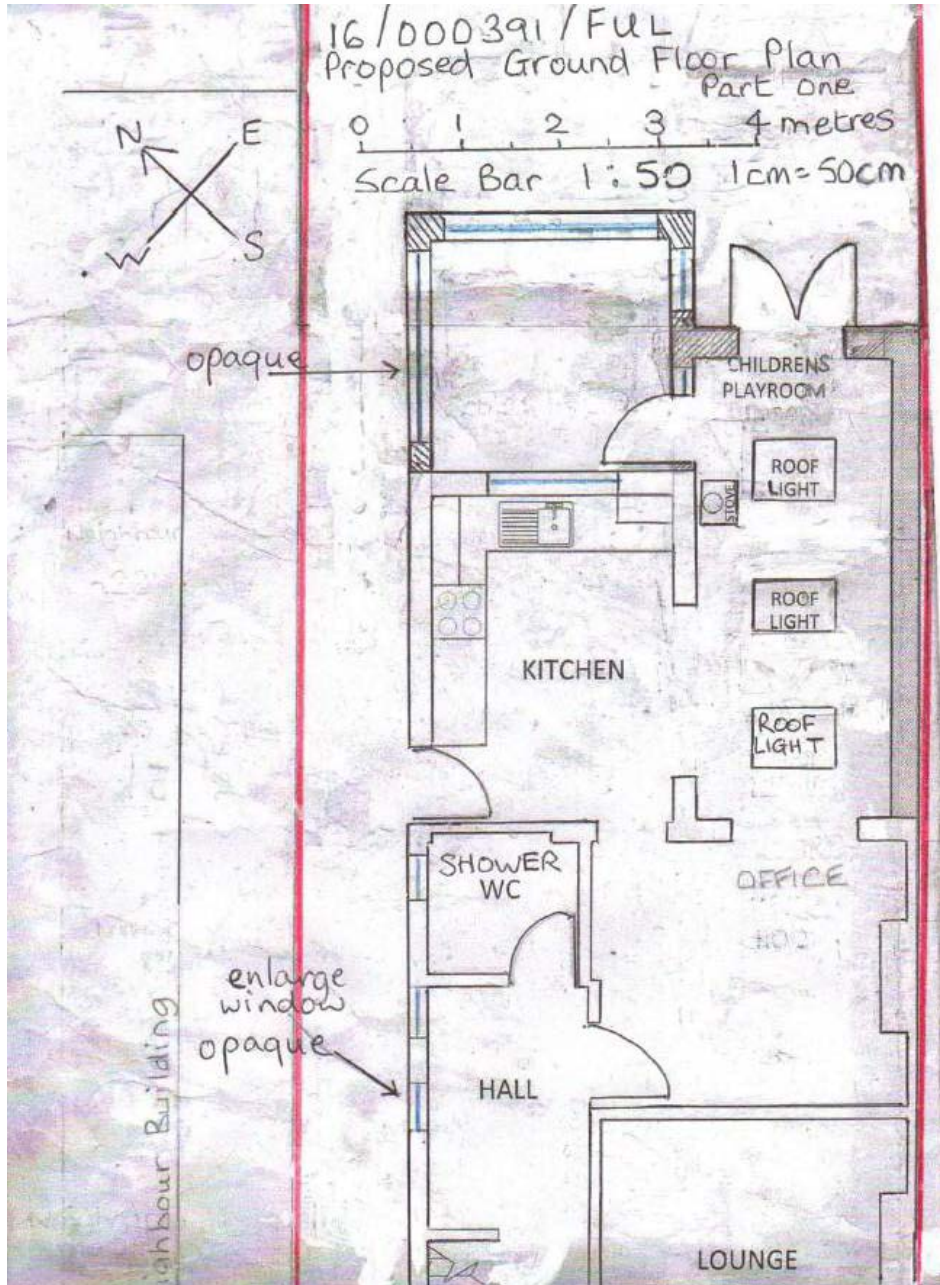 16/000391/FUL
Proposed Ground Floor Plan
Part one
0 1 2 3 4 metres
Scale Bar 1:50 1cm=50cm
N E
W S
opaque
CHILDRENS
PLAYROOM
ROOF
LIGHT
STOVE
ROOF
LIGHT
KITCHEN
ROOF
LIGHT
SHOWER
WC
OFFICE
enlarge
window
opaque
HALL
Building
LOUNGE